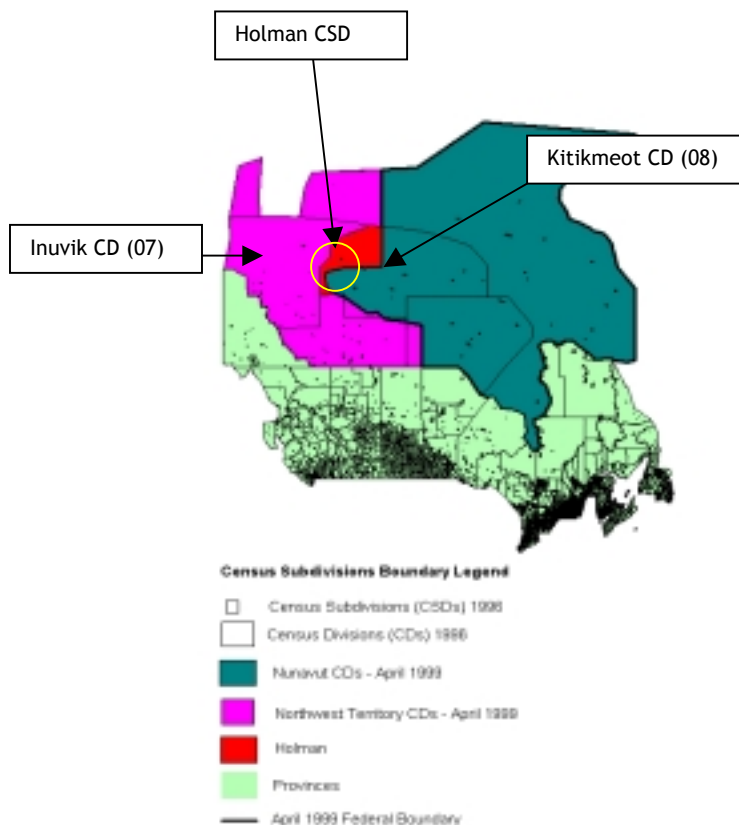 Holman CSD
Kitikmeot CD (08)
Inuvik CD (07)
Census Subdivisions Boundary Legend
Census Subdivisions (CSDs) 1996
Census Divisions (CDs) 1996
Nunavut CDs - April 1999
Northwest Territory CDs - April 1999
Holman
Provinces
April 1999 Federal Boundary